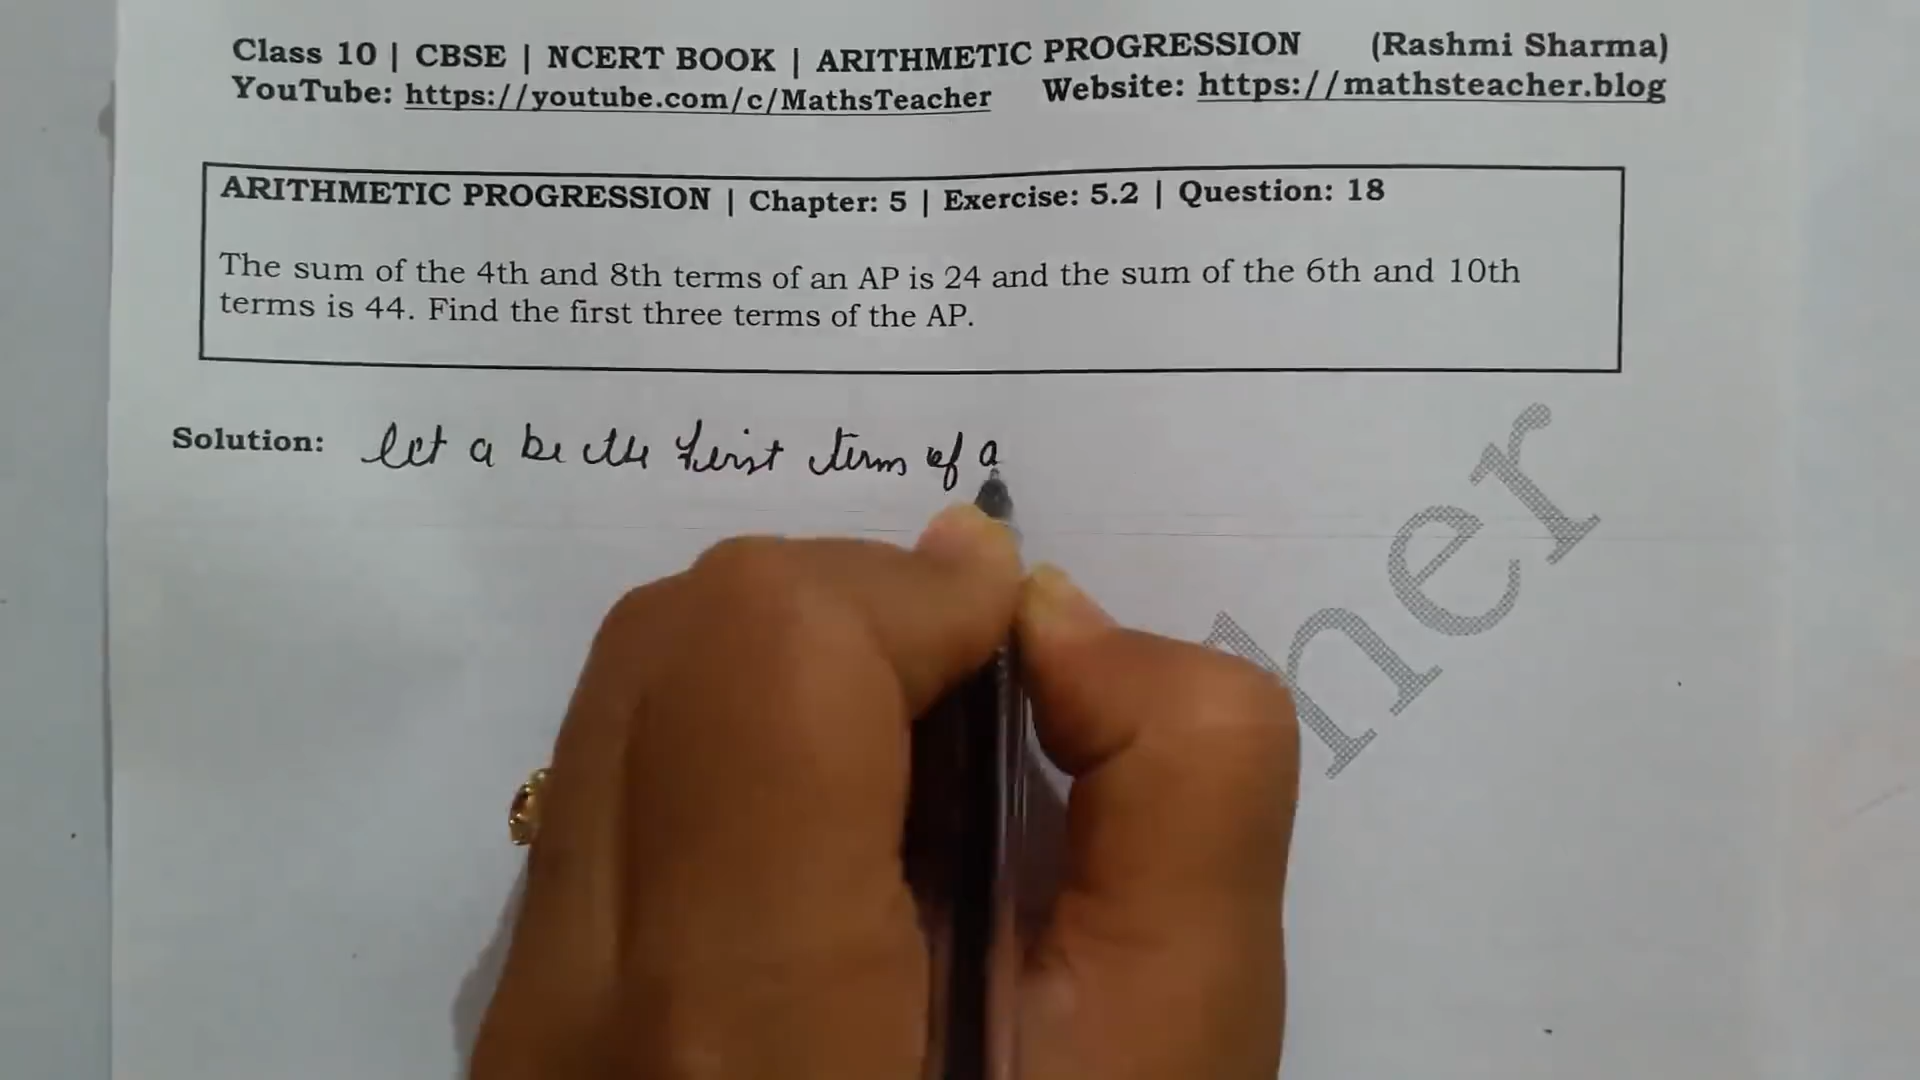 Class 10 | CBSE | NCERT BOOK | ARITHMETIC PROGRESSION (Rashmi Sharma)
YouTube: https://youtube.com/c/MathsTeacher Website: https://mathsteacher.blog
ARITHMETIC PROGRESSION | Chapter: 5 | Exercise: 5.2 | Question: 18
The sum of the 4th and 8th terms of an AP is 24 and the sum of the 6th and 10th
terms is 44. Find the first three terms of the AP.
Solution: let a be the first term of a
her